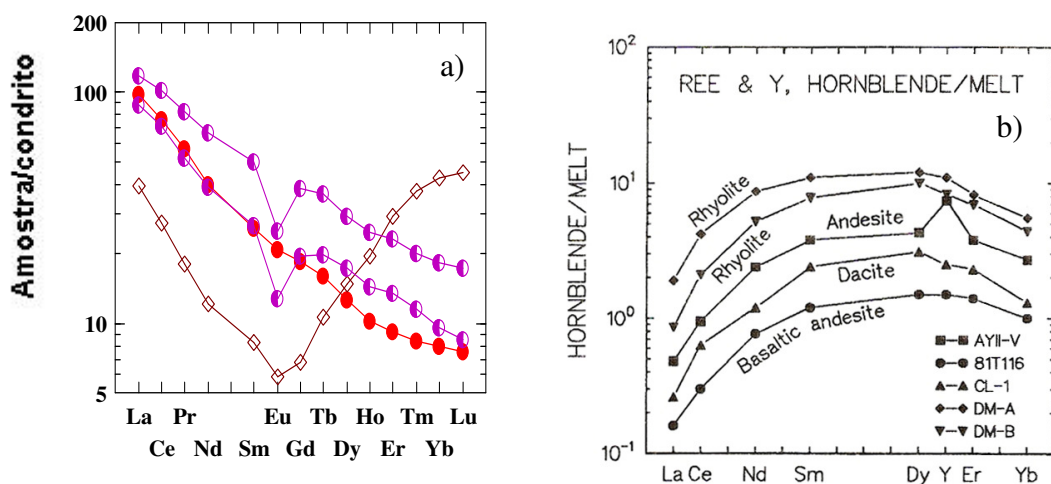 Amostra/condrito
200
100
10
5
a)
La Pr Nd Sm Eu Tb Ho Tm Lu
Ce Nd Sm Gd Dy Er Yb
HORNBLENDE/MELT
10²
10¹
10⁰
10⁻¹
REE & Y, HORNBLENDE/MELT
b)
Rhyolite
Rhyolite
Andesite
Dacite
Basaltic andesite
AYII-V
81T116
CL-1
DM-A
DM-B
La Ce Nd Sm Dy Y Er Yb